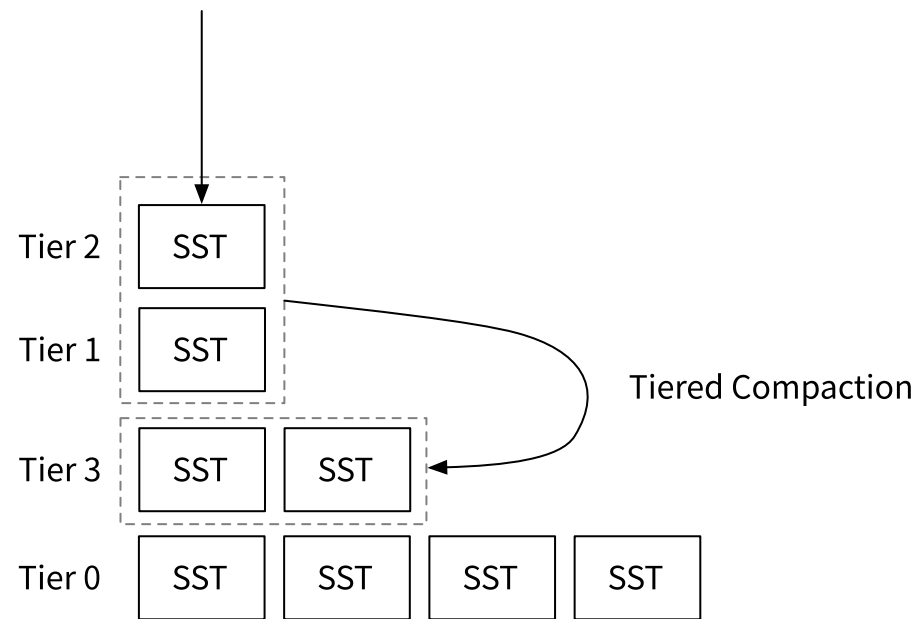 Tier 2 SST
Tier 1 SST
Tiered Compaction
Tier 3 SST SST
Tier 0 SST SST SST SST